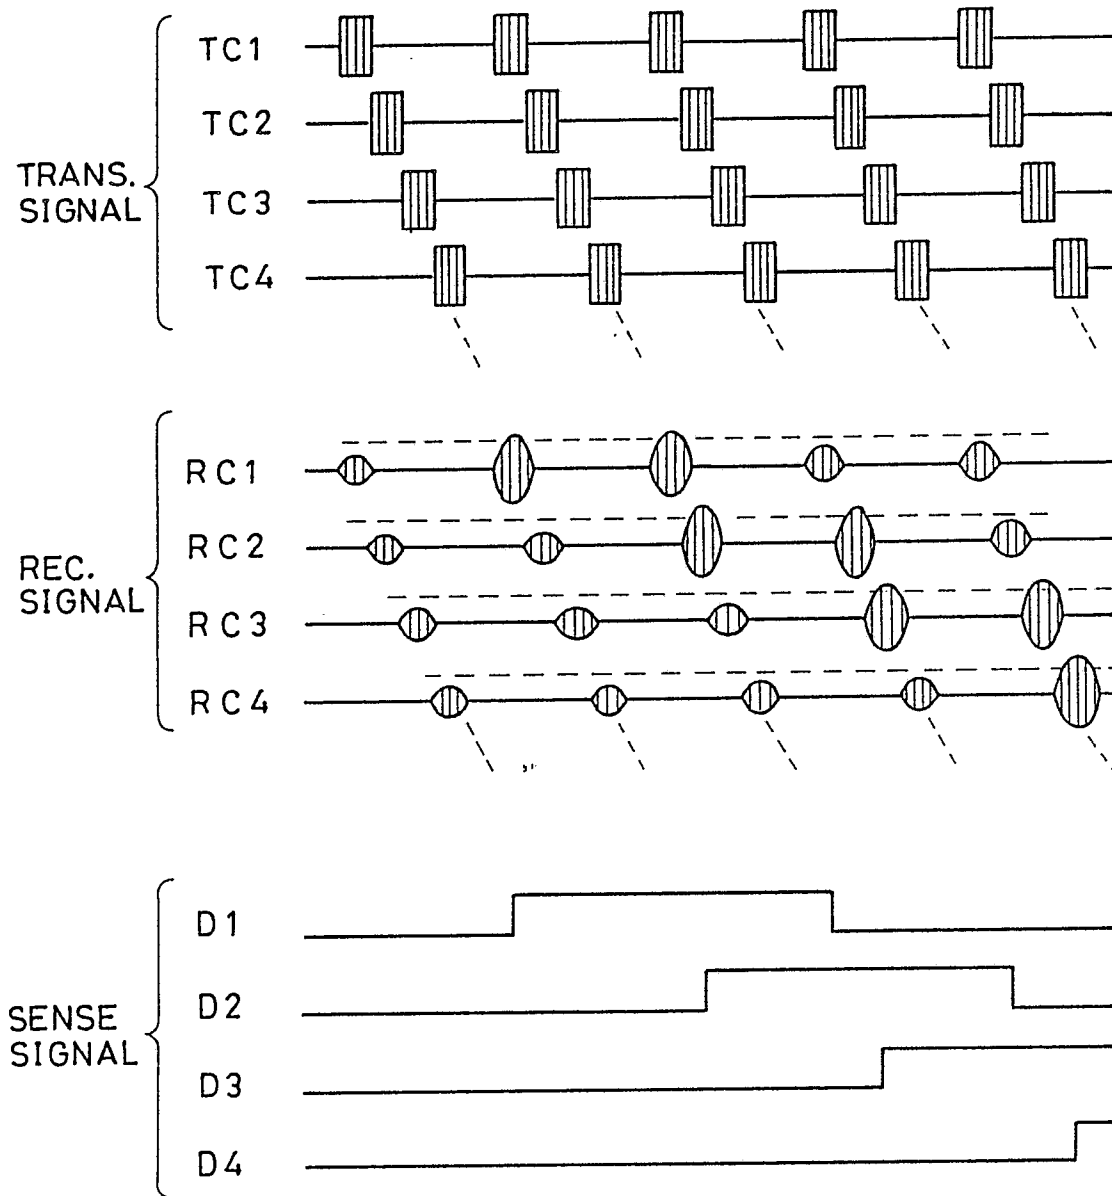 TRANS.
SIGNAL
TC1
TC2
TC3
TC4
REC.
SIGNAL
RC1
RC2
RC3
RC4
SENSE
SIGNAL
D1
D2
D3
D4